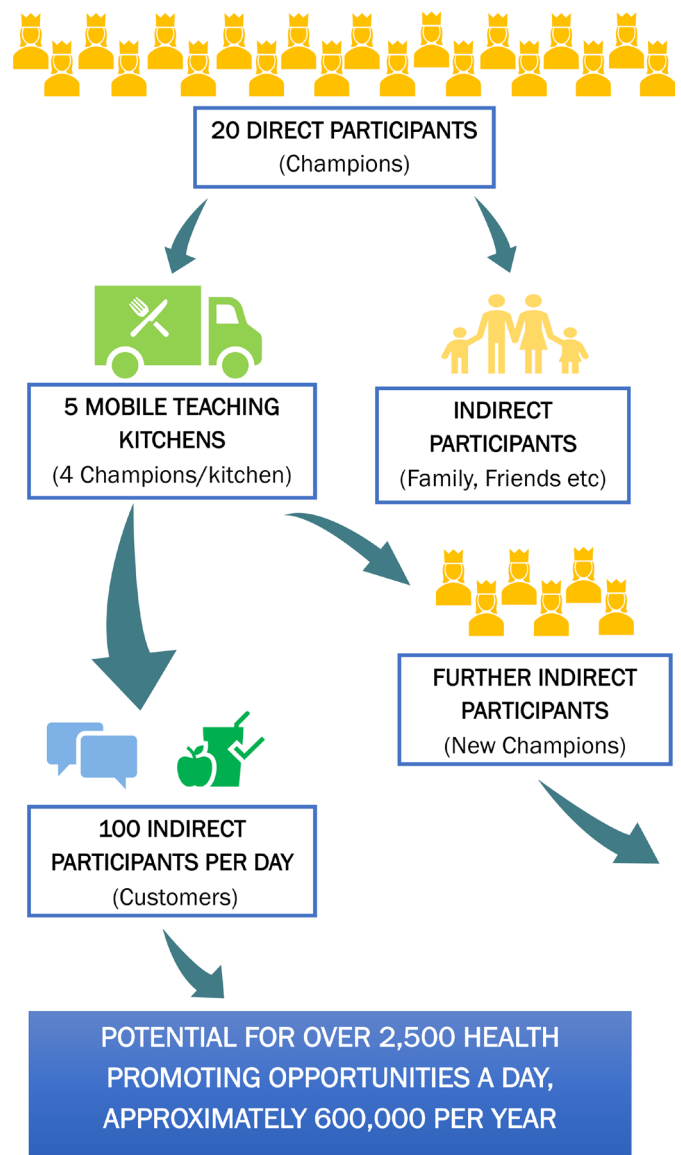 20 DIRECT PARTICIPANTS
(Champions)
5 MOBILE TEACHING
KITCHENS
(4 Champions/kitchen)
INDIRECT
PARTICIPANTS
(Family, Friends etc)
FURTHER INDIRECT
PARTICIPANTS
(New Champions)
100 INDIRECT
PARTICIPANTS PER DAY
(Customers)
POTENTIAL FOR OVER 2,500 HEALTH
PROMOTING OPPORTUNITIES A DAY,
APPROXIMATELY 600,000 PER YEAR